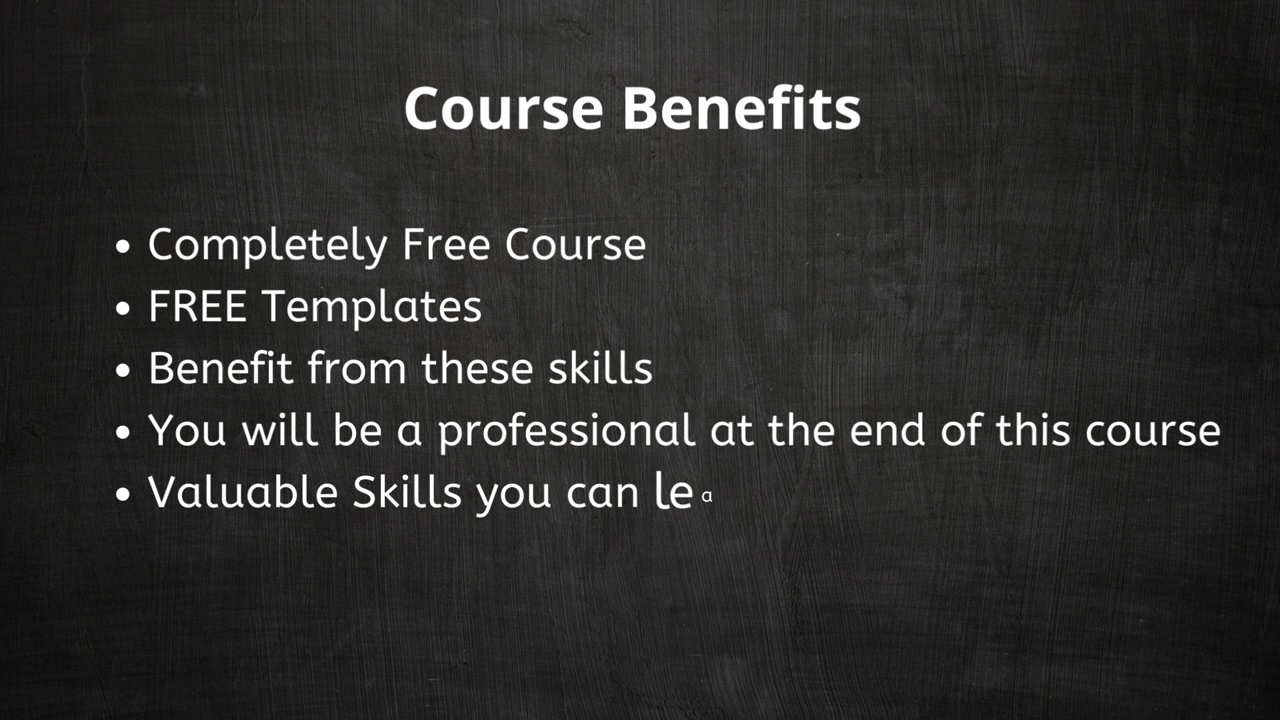 Course Benefits
• Completely Free Course
• FREE Templates
• Benefit from these skills
• You will be a professional at the end of this course
• Valuable Skills you can lea